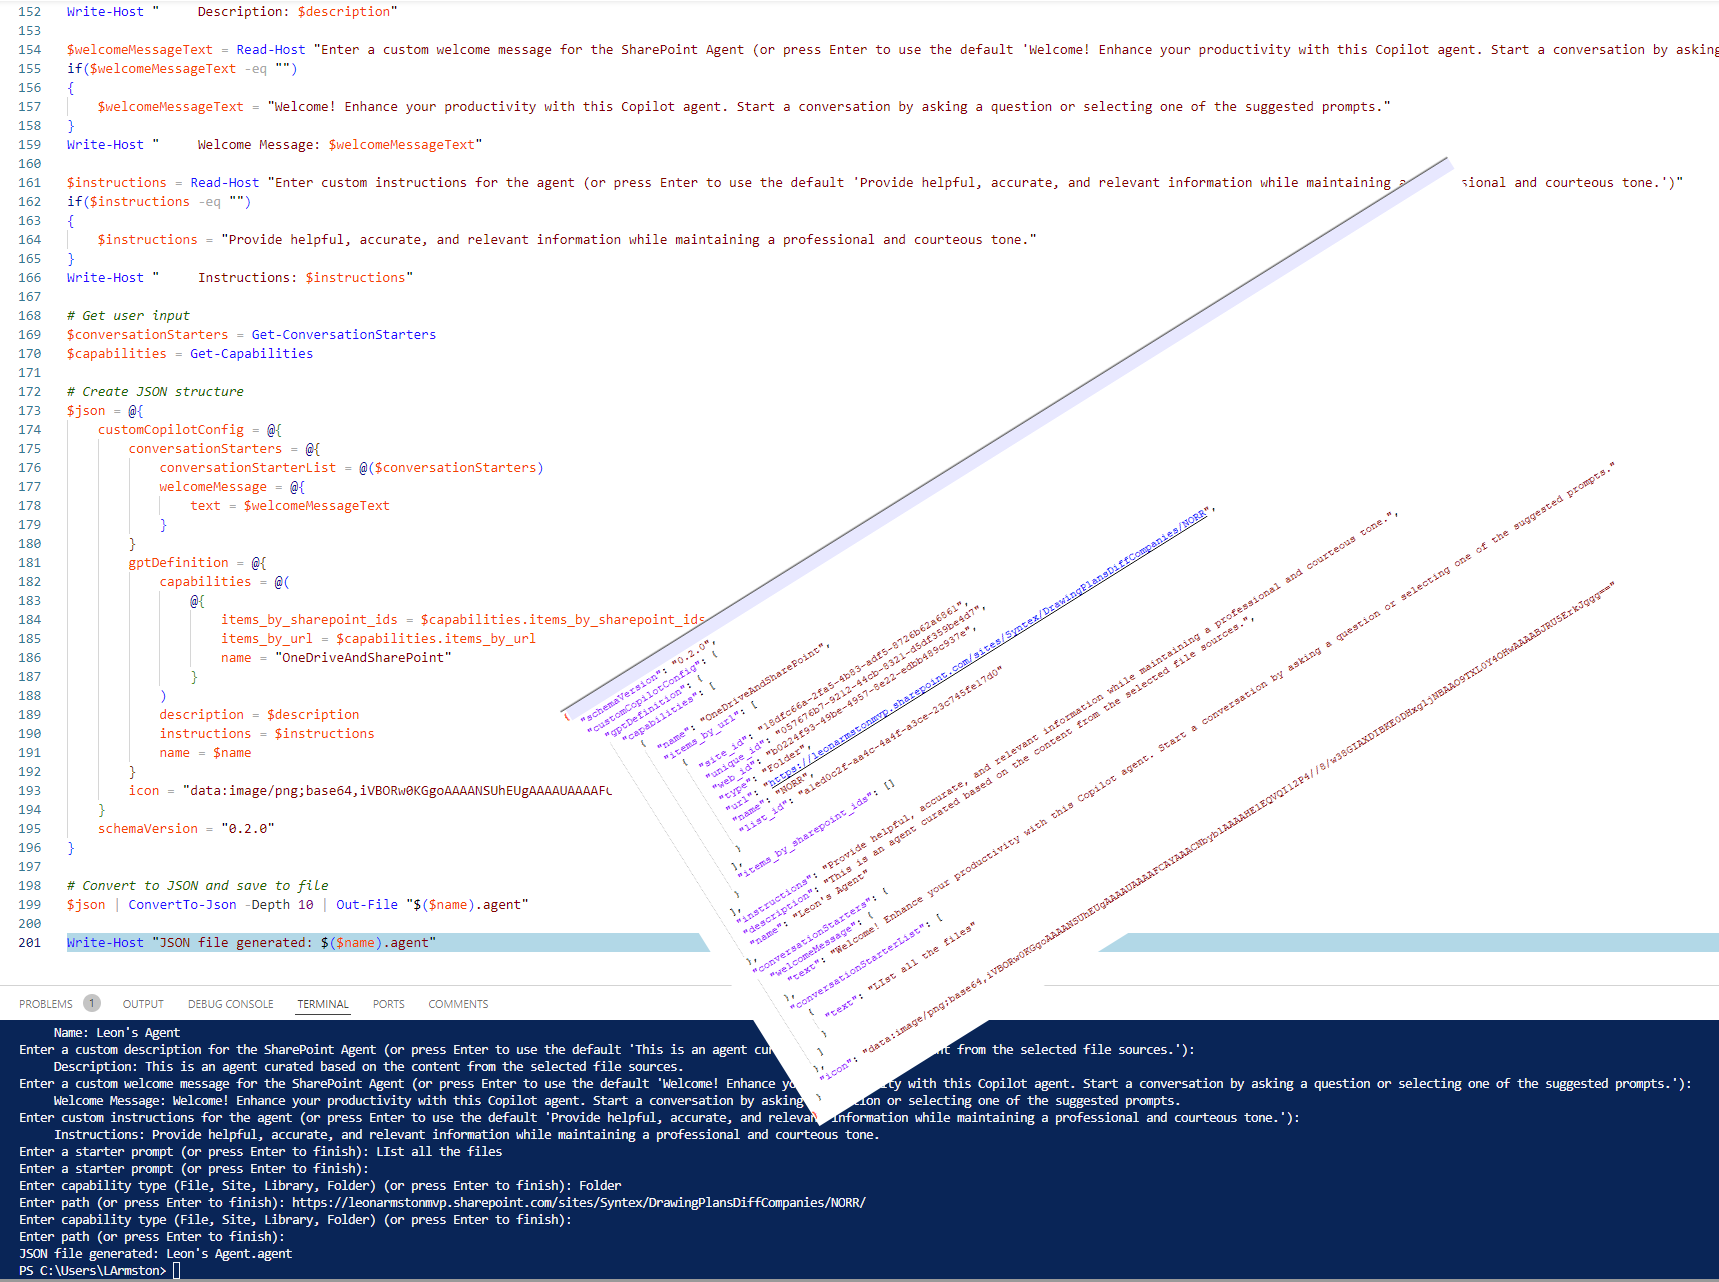 152 Write-Host "     Description: $description"
153
154 $welcomeMessageText = Read-Host "Enter a custom welcome message for the SharePoint Agent (or press Enter to use the default 'Welcome! Enhance your productivity with this Copilot agent. Start a conversation by asking
155 if($welcomeMessageText -eq "")
156 {
157     $welcomeMessageText = "Welcome! Enhance your productivity with this Copilot agent. Start a conversation by asking a question or selecting one of the suggested prompts."
158 }
159 Write-Host "     Welcome Message: $welcomeMessageText"
160
161 $instructions = Read-Host "Enter custom instructions for the agent (or press Enter to use the default 'Provide helpful, accurate, and relevant information while maintaining a sional and courteous tone.')"
162 if($instructions -eq "")
163 {
164     $instructions = "Provide helpful, accurate, and relevant information while maintaining a professional and courteous tone."
165 }
166 Write-Host "     Instructions: $instructions"
167
168 # Get user input
169 $conversationStarters = Get-ConversationStarters
170 $capabilities = Get-Capabilities
171
172 # Create JSON structure
173 $json = @{
174     customCopilotConfig = @{
175         conversationStarters = @{
176             conversationStarterList = @($conversationStarters)
177             welcomeMessage = @{
178                 text = $welcomeMessageText
179             }
180         }
181         gptDefinition = @{
182             capabilities = @(
183                 @{
184                     items_by_sharepoint_ids = $capabilities.items_by_sharepoint_ids
185                     items_by_url = $capabilities.items_by_url
186                     name = "OneDriveAndSharePoint"
187                 }
188             )
189             description = $description
190             instructions = $instructions
191             name = $name
192         }
193         icon = "data:image/png;base64,iVBORw0KGgoAAAANSUhEUgAAAAUAAAAFC
194     }
195     schemaVersion = "0.2.0"
196 }
197
198 # Convert to JSON and save to file
199 $json | ConvertTo-Json -Depth 10 | Out-File "$($name).agent"
200
201 Write-Host "JSON file generated: $($name).agent"
{
"schemaVersion": "0.2.0",
"customCopilotConfig": {
"gptDefinition": {
"capabilities": [
{
"name": "OneDriveAndSharePoint",
"items_by_url": [
{
"site_id": "18dfc66a-2fa5-4b83-adf5-8726b62a6861",
"unique_id": "057676b7-9212-44cb-8321-d5df359be4d7",
"web_id": "b0224f93-49be-4957-8e22-edbb489c937e",
"type": "Folder",
"url": "https://leonarmstonmvp.sharepoint.com/sites/Syntex/DrawingPlansDiffCompanies/NORR",
"name": "NORR",
"list_id": "a1ed0c2f-aa4c-4a4f-a3ce-23c745fe17d0"
}
],
"items_by_sharepoint_ids": []
}
],
"instructions": "Provide helpful, accurate, and relevant information while maintaining a professional and courteous tone.",
"description": "This is an agent curated based on the content from the selected file sources.",
"name": "Leon's Agent"
},
"conversationStarters": {
"welcomeMessage": {
"text": "Welcome! Enhance your productivity with this Copilot agent. Start a conversation by asking a question or selecting one of the suggested prompts."
},
"conversationStarterList": [
{
"text": "LIst all the files"
}
]
},
"icon":
}
}
PROBLEMS 1 OUTPUT DEBUG CONSOLE TERMINAL PORTS COMMENTS
     Name: Leon's Agent
Enter a custom description for the SharePoint Agent (or press Enter to use the default 'This is an agent cu nt from the selected file sources.'):
     Description: This is an agent curated based on the content from the selected file sources.
Enter a custom welcome message for the SharePoint Agent (or press Enter to use the default 'Welcome! Enhance yo ty with this Copilot agent. Start a conversation by asking a question or selecting one of the suggested prompts.'):
     Welcome Message: Welcome! Enhance your productivity with this Copilot agent. Start a conversation by asking ion or selecting one of the suggested prompts.
Enter custom instructions for the agent (or press Enter to use the default 'Provide helpful, accurate, and relevan information while maintaining a professional and courteous tone.'):
     Instructions: Provide helpful, accurate, and relevant information while maintaining a professional and courteous tone.
Enter a starter prompt (or press Enter to finish): LIst all the files
Enter a starter prompt (or press Enter to finish):
Enter capability type (File, Site, Library, Folder) (or press Enter to finish): Folder
Enter path (or press Enter to finish): https://leonarmstonmvp.sharepoint.com/sites/Syntex/DrawingPlansDiffCompanies/NORR/
Enter capability type (File, Site, Library, Folder) (or press Enter to finish):
Enter path (or press Enter to finish):
JSON file generated: Leon's Agent.agent
PS C:\Users\LArmston>